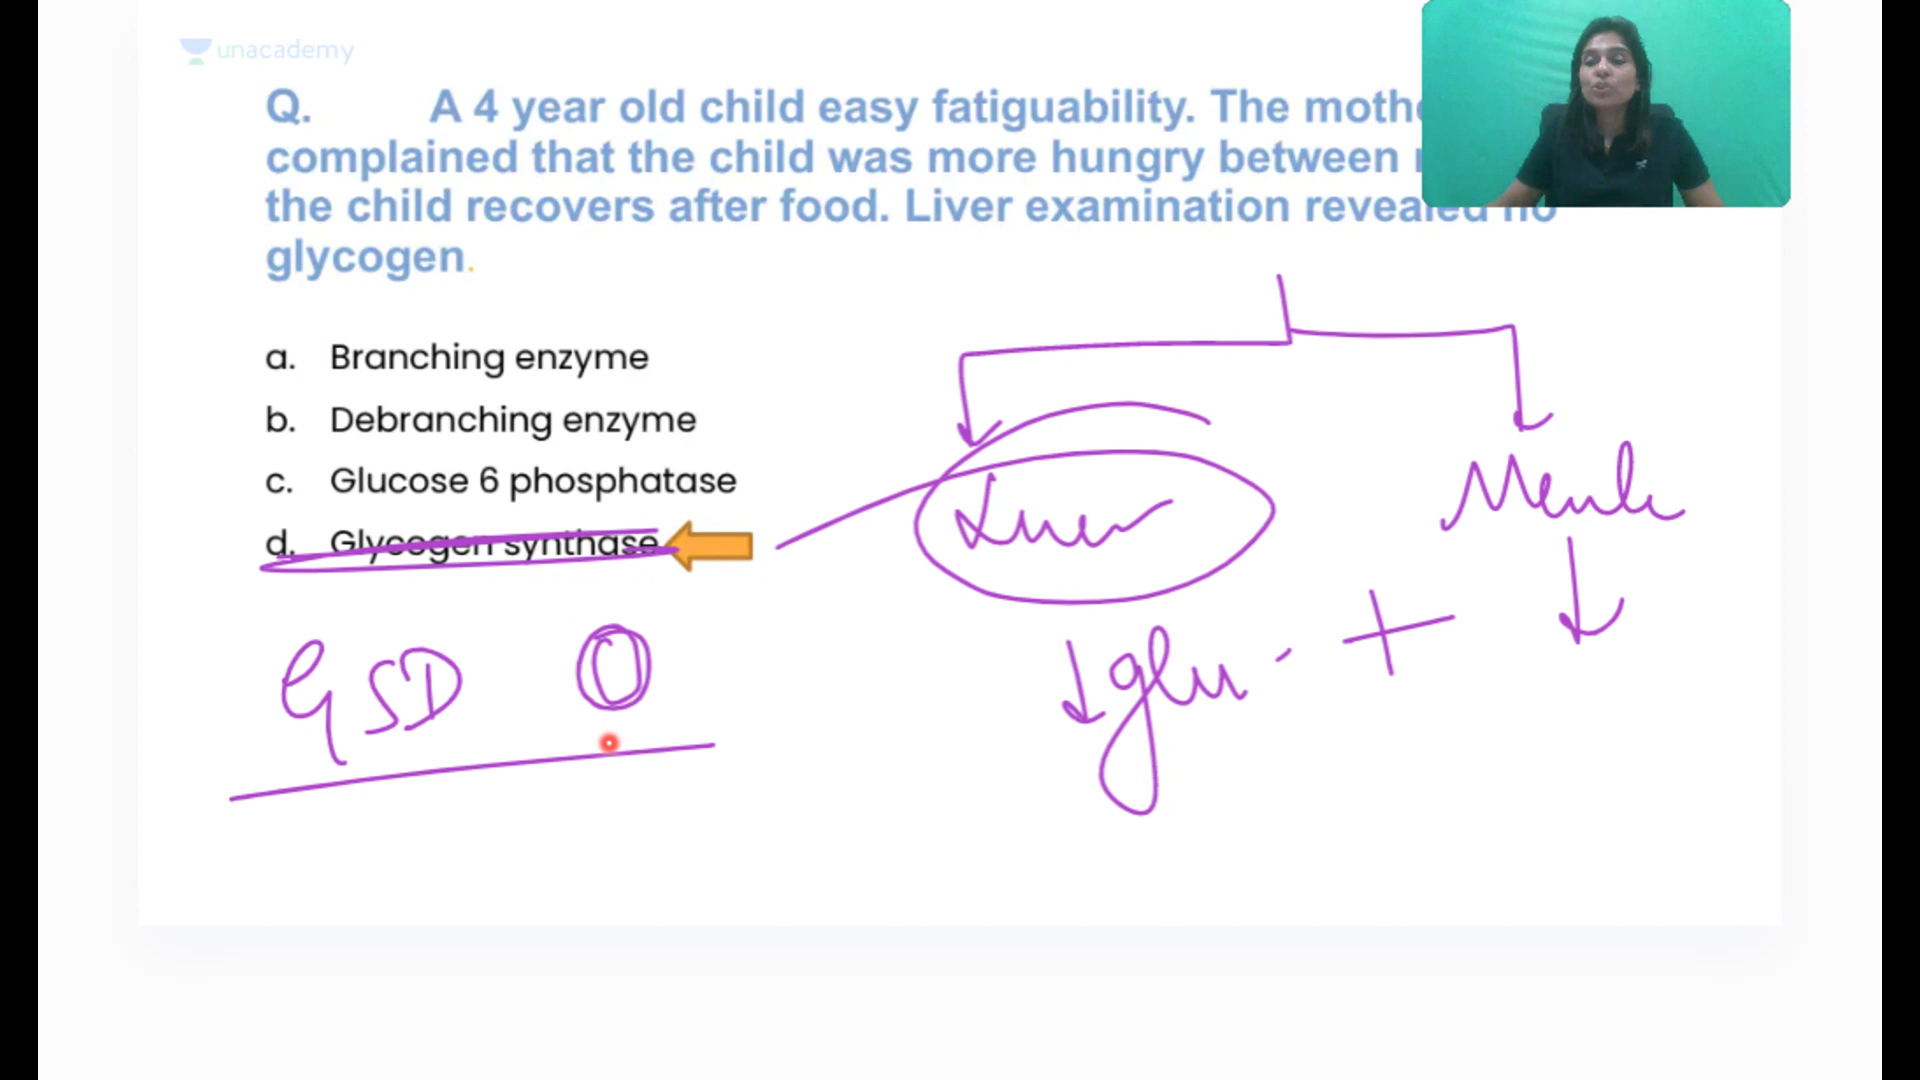 unacademy
Q. A 4 year old child easy fatiguability. The moth
complained that the child was more hungry between
the child recovers after food. Liver examination revealed no
glycogen.
a. Branching enzyme
b. Debranching enzyme
c. Glucose 6 phosphatase
d. Glycogen synthase
Liver
GSD 0
↓glu. +